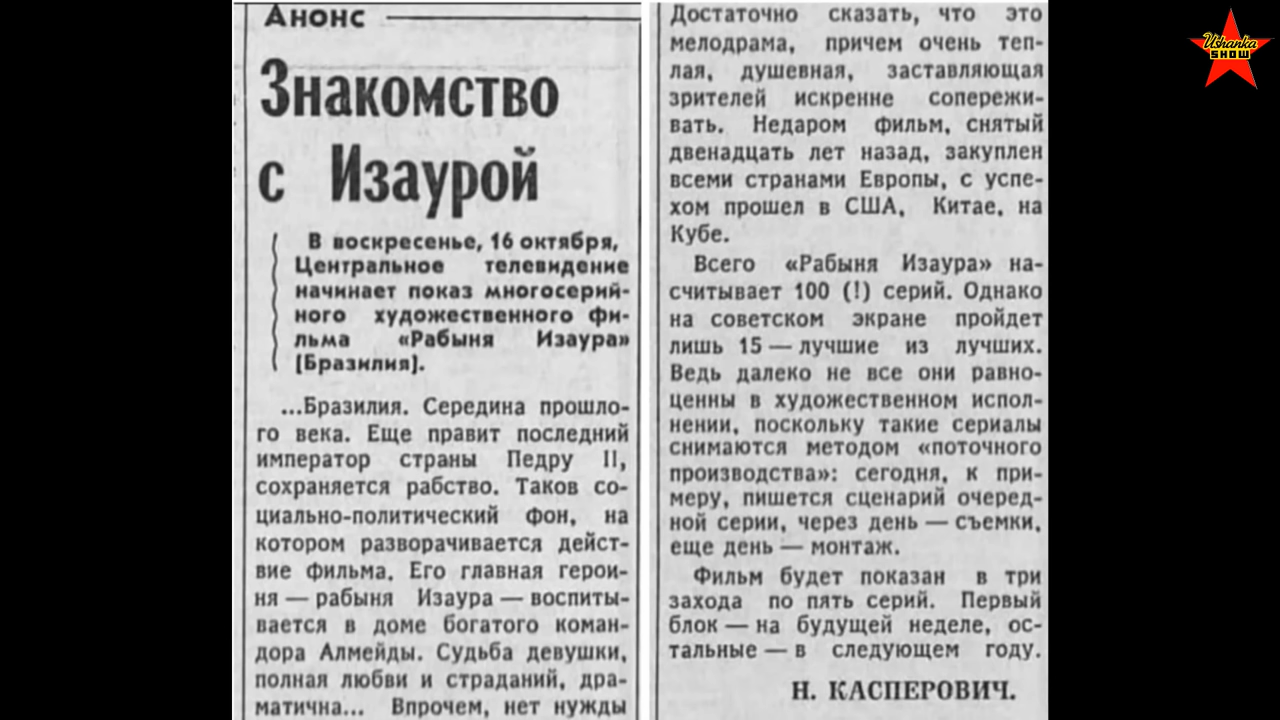 Анонс
Знакомство
с Изаурой
В воскресенье, 16 октября,
Центральное телевидение
начинает показ многосерий-
ного художественного фи-
льма «Рабыня Изаура»
(Бразилия).
...Бразилия. Середина прошло-
го века. Еще правит последний
император страны Педру II,
сохраняется рабство. Таков со-
циально-политический фон, на
котором разворачивается дейст-
вие фильма. Его главная герои-
ня — рабыня Изаура — воспиты-
вается в доме богатого коман-
дора Алмейды. Судьба девушки,
полная любви и страданий, дра-
матична... Впрочем, нет нужды
Достаточно сказать, что это
мелодрама, причем очень теп-
лая, душевная, заставляющая
зрителей искренне сопережи-
вать. Недаром фильм, снятый
двенадцать лет назад, закуплен
всеми странами Европы, с успе-
хом прошел в США, Китае, на
Кубе.
Всего «Рабыня Изаура» на-
считывает 100 (!) серий. Однако
на советском экране пройдет
лишь 15 — лучшие из лучших.
Ведь далеко не все они равно-
ценны в художественном испол-
нении, поскольку такие сериалы
снимаются методом «поточного
производства»: сегодня, к при-
меру, пишется сценарий очеред-
ной серии, через день — съемки,
еще день — монтаж.
Фильм будет показан в три
захода по пять серий. Первый
блок — на будущей неделе, ос-
тальные — в следующем году.
Н. КАСПЕРОВИЧ.
Ushanka
SHOW